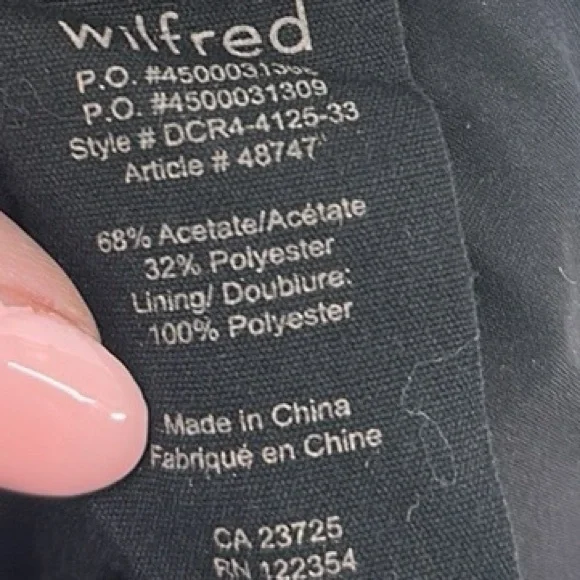 wilfred
P.O. #4500031308
P.O. #4500031309
Style # DCR4-4125-33
Article # 48747
68% Acetate/Acétate
32% Polyester
Lining/ Doublure:
100% Polyester
Made in China
Fabriqué en Chine
CA 23725
RN 122354